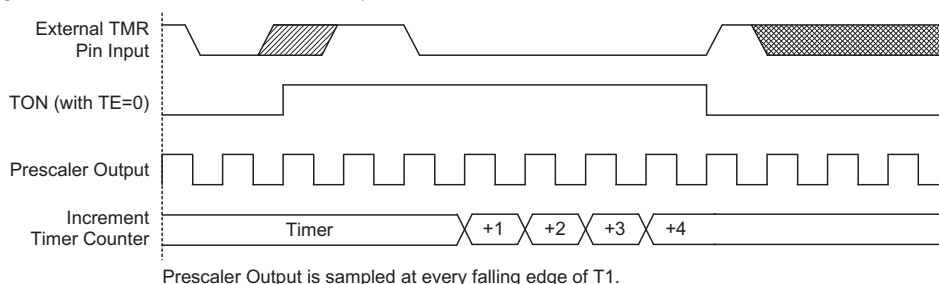 External TMR
Pin Input
TON (with TE=0)
Prescaler Output
Increment
Timer Counter
Timer
+1
+2
+3
+4
Prescaler Output is sampled at every falling edge of T1.